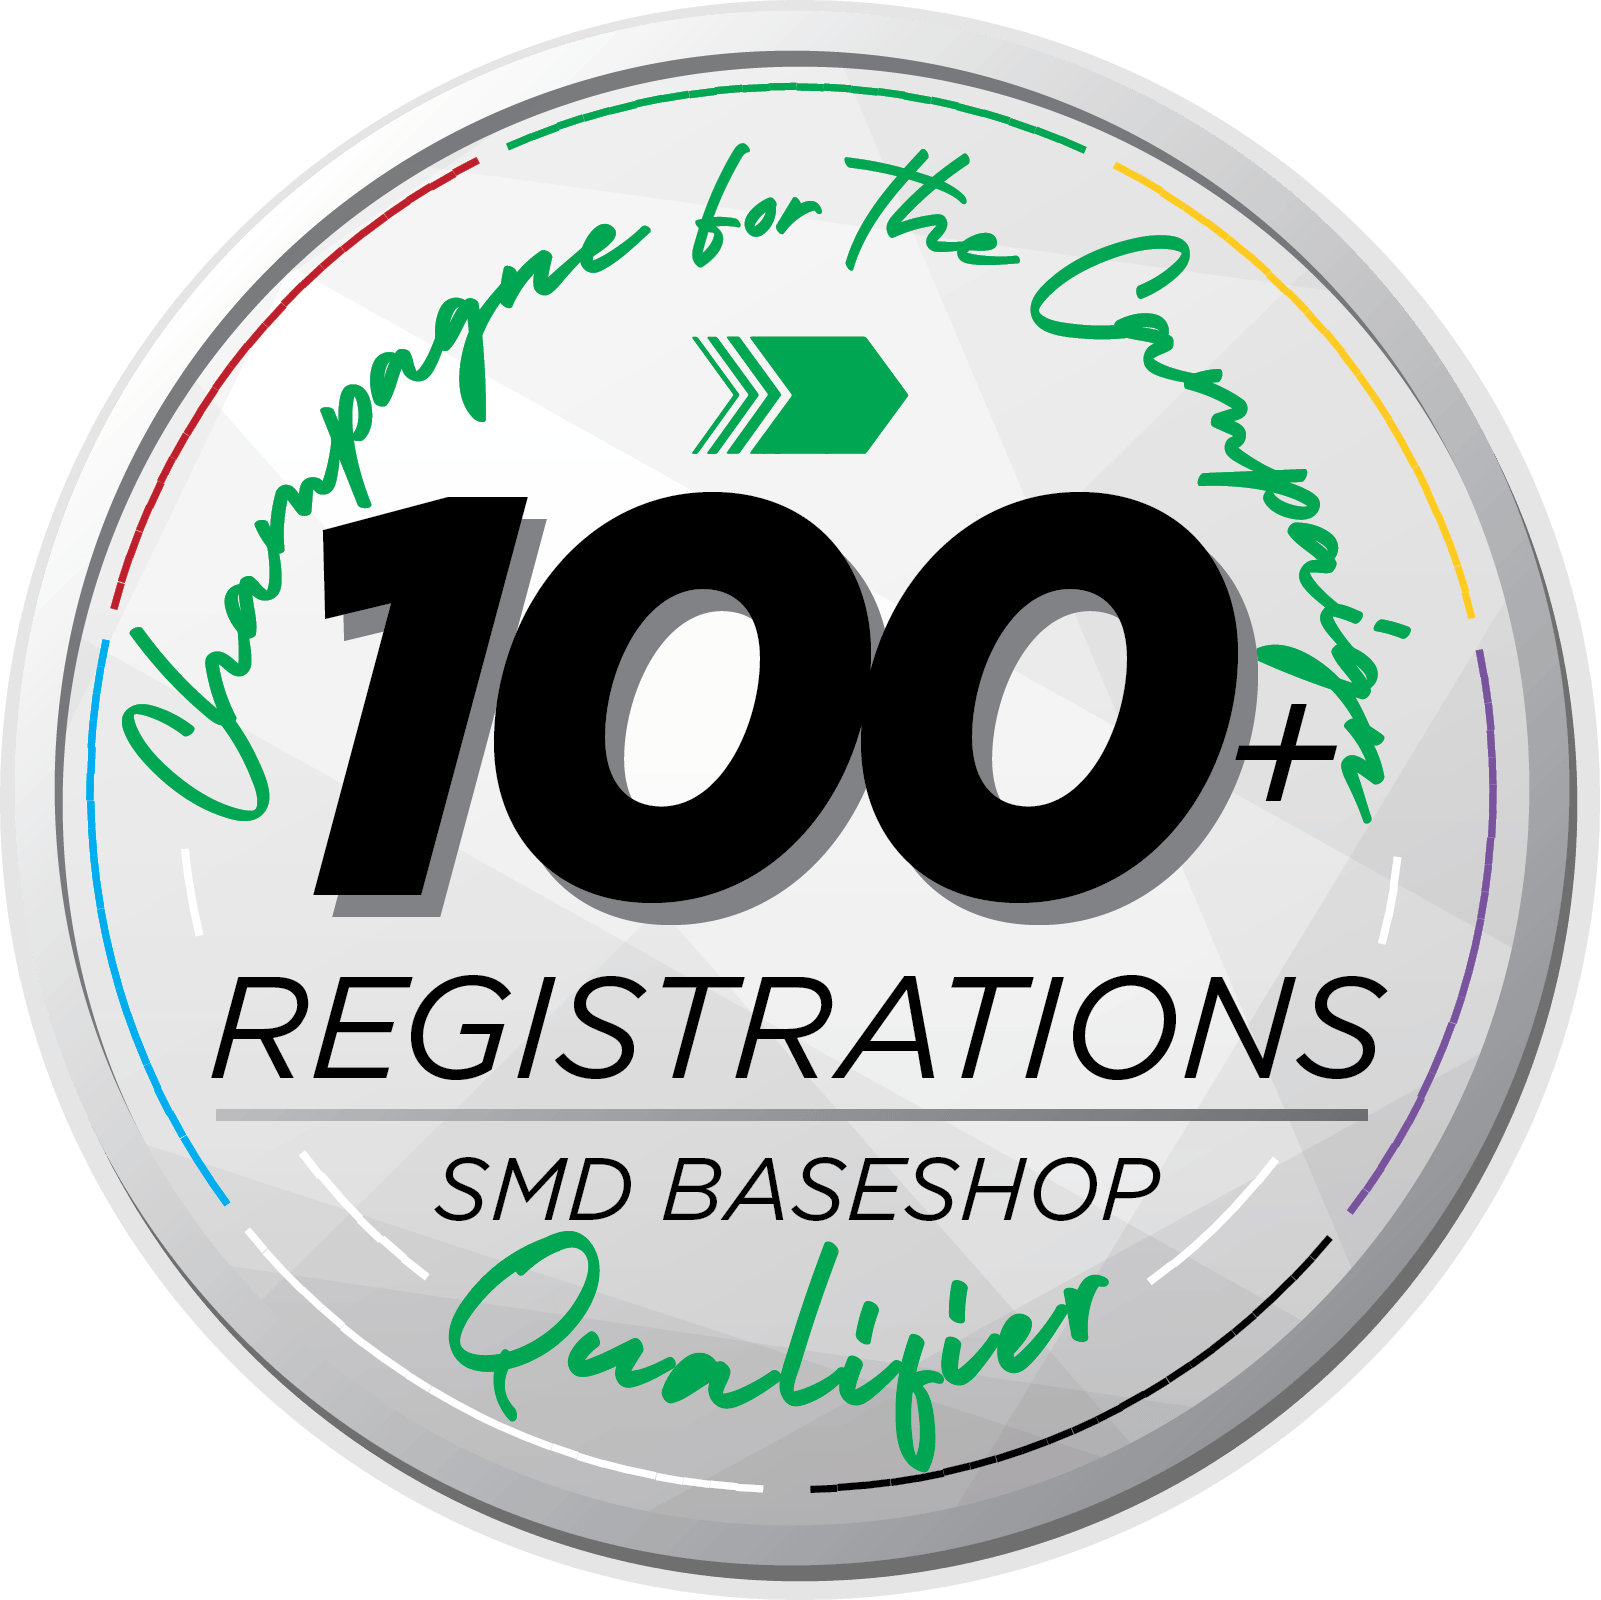 Champagne for the Campaign
100+
REGISTRATIONS
SMD BASESHOP
Qualifier